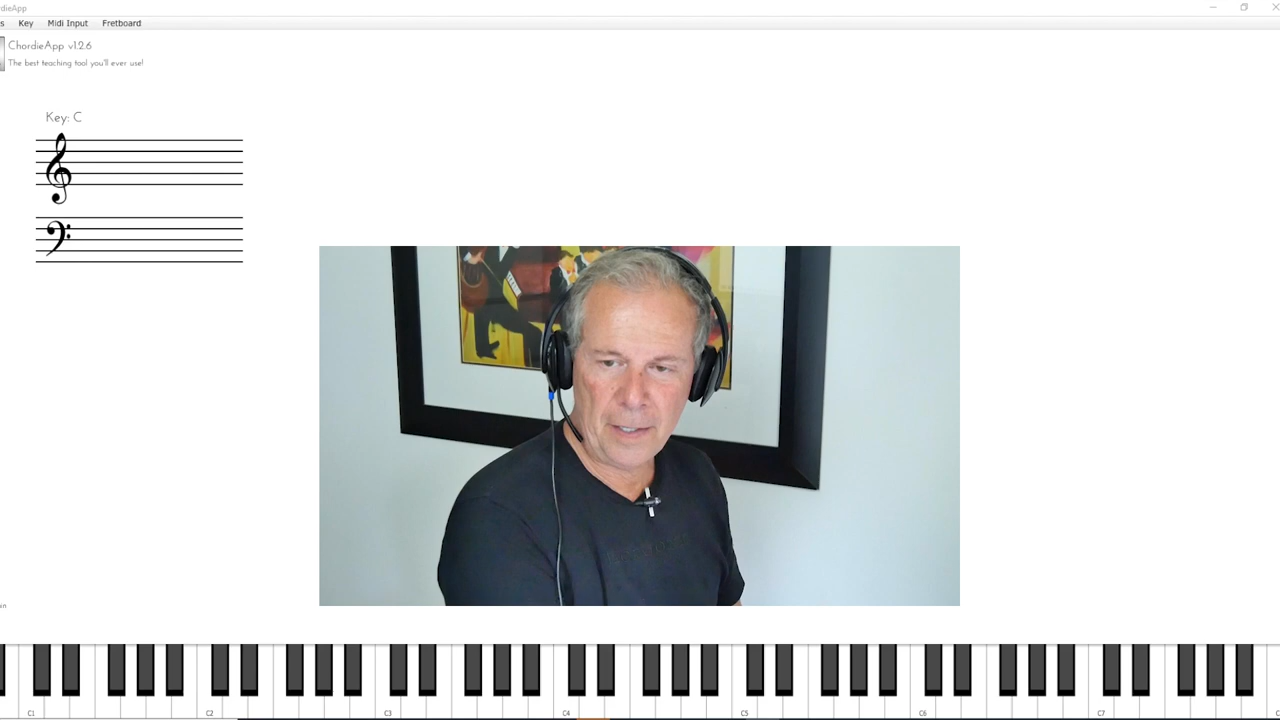 dieApp
s Key Midi Input Fretboard
ChordieApp v1.2.6
The best teaching tool you'll ever use!
Key: C
in
C1 C2 C3 C4 C5 C6 C7 C